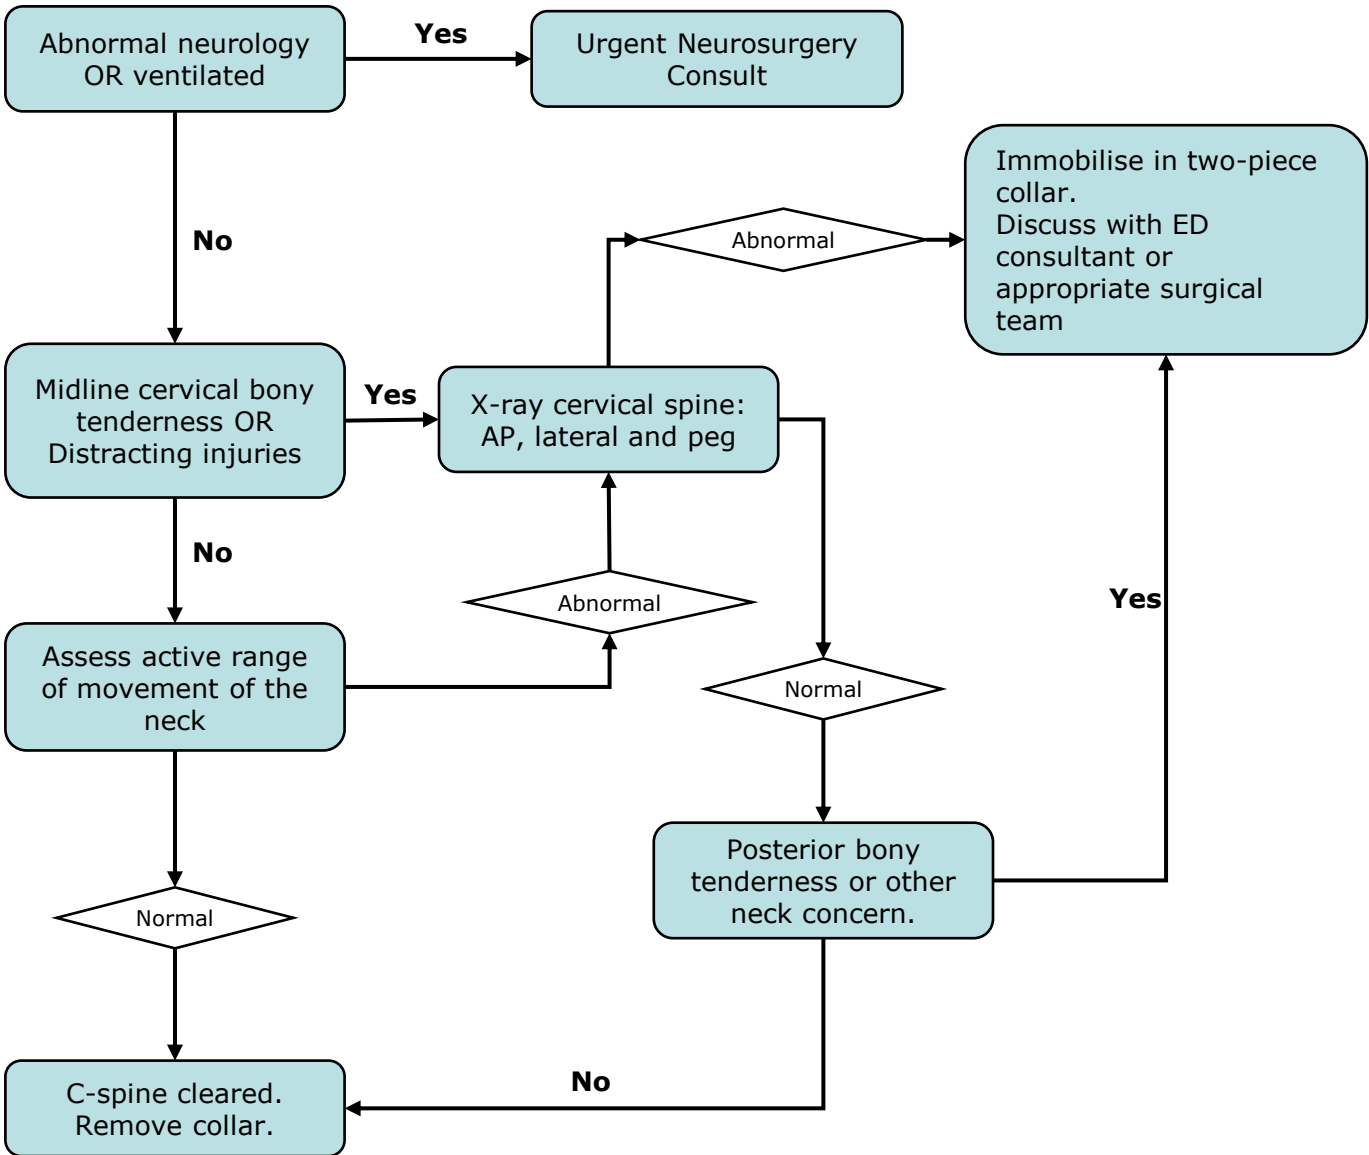 Abnormal neurology
OR ventilated
Yes
Urgent Neurosurgery
Consult
No
Immobilise in two-piece
collar.
Discuss with ED
consultant or
appropriate surgical
team
Abnormal
Midline cervical bony
tenderness OR
Distracting injuries
Yes
X-ray cervical spine:
AP, lateral and peg
No
Abnormal
Yes
Assess active range
of movement of the
neck
Normal
Posterior bony
tenderness or other
neck concern.
Normal
No
C-spine cleared.
Remove collar.